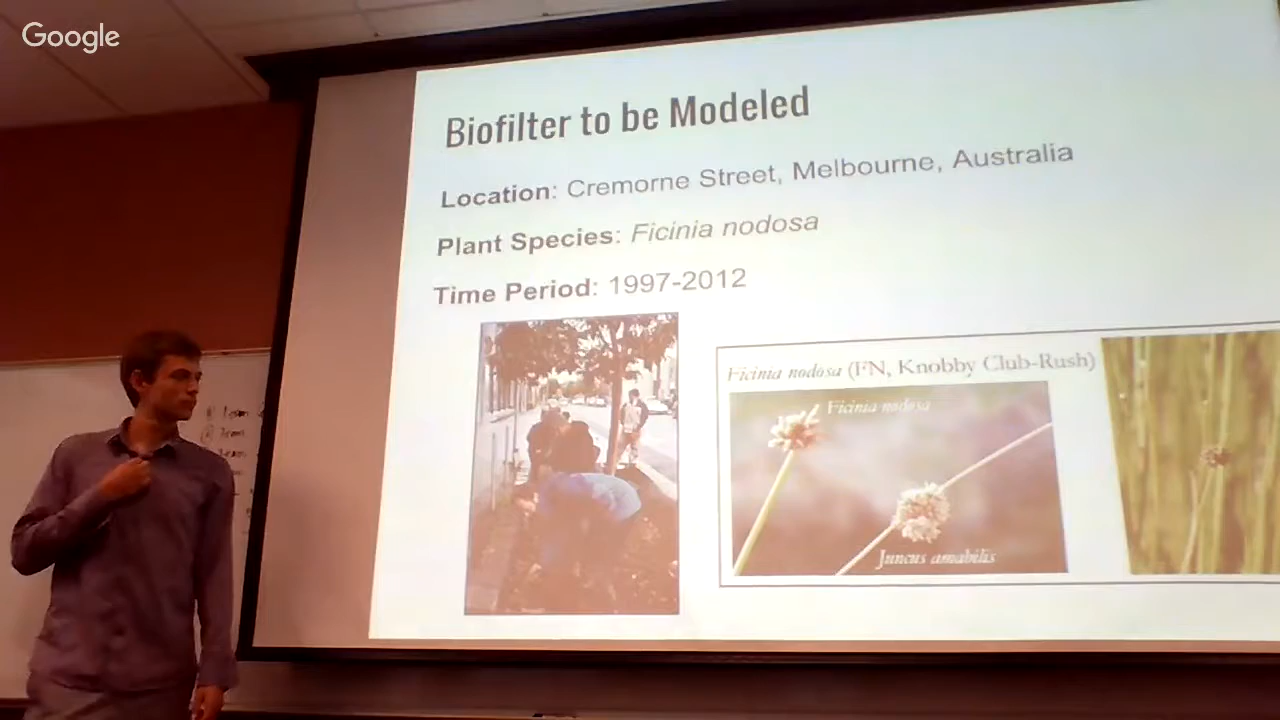 Google
Biofilter to be Modeled
Location: Cremorne Street, Melbourne, Australia
Plant Species: Ficinia nodosa
Time Period: 1997-2012
Ficinia nodosa (FN, Knobby Club-Rush)
Ficinia nodosa
Juncus amabilis